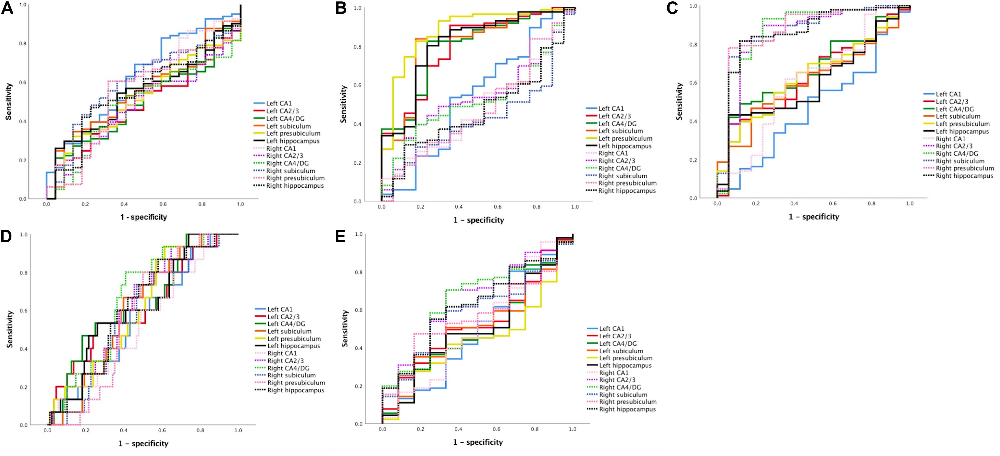 A
1.0
0.8
0.6
0.4
0.2
0.0
Sensitivity
0.0 0.2 0.4 0.6 0.8 1.0
1 - specificity
Left CA1
Left CA2/3
Left CA4/DG
Left subiculum
Left presubiculum
Left hippocampus
Right CA1
Right CA2/3
Right CA4/DG
Right subiculum
Right presubiculum
Right hippocampus
B
1.0
0.8
0.6
0.4
0.2
0.0
Sensitivity
0.0 0.2 0.4 0.6 0.8 1.0
1 – specificity
Left CA1
Left CA2/3
Left CA4/DG
Left subiculum
Left presubiculum
Left hippocampus
Right CA1
Right CA2/3
Right CA4/DG
Right subiculum
Right presubiculum
Right hippocampus
C
1.0
0.8
0.6
0.4
0.2
0.0
Sensitivity
0.0 0.2 0.4 0.6 0.8 1.0
1 – specificity
Left CA1
Left CA2/3
Left CA4/DG
Left subiculum
Left presubiculum
Left hippocampus
Right CA1
Right CA2/3
Right CA4/DG
Right subiculum
Right presubiculum
Right hippocampus
D
1.0
0.8
0.6
0.4
0.2
0.0
Sensitivity
0.0 0.2 0.4 0.6 0.8 1.0
1 – specificity
Left CA1
Left CA2/3
Left CA4/DG
Left subiculum
Left presubiculum
Left hippocampus
Right CA1
Right CA2/3
Right CA4/DG
Right subiculum
Right presubiculum
Right hippocampus
E
1.0
0.8
0.6
0.4
0.2
0.0
Sensitivity
0.0 0.2 0.4 0.6 0.8 1.0
1 – specificity
Left CA1
Left CA2/3
Left CA4/DG
Left subiculum
Left presubiculum
Left hippocampus
Right CA1
Right CA2/3
Right CA4/DG
Right subiculum
Right presubiculum
Right hippocampus